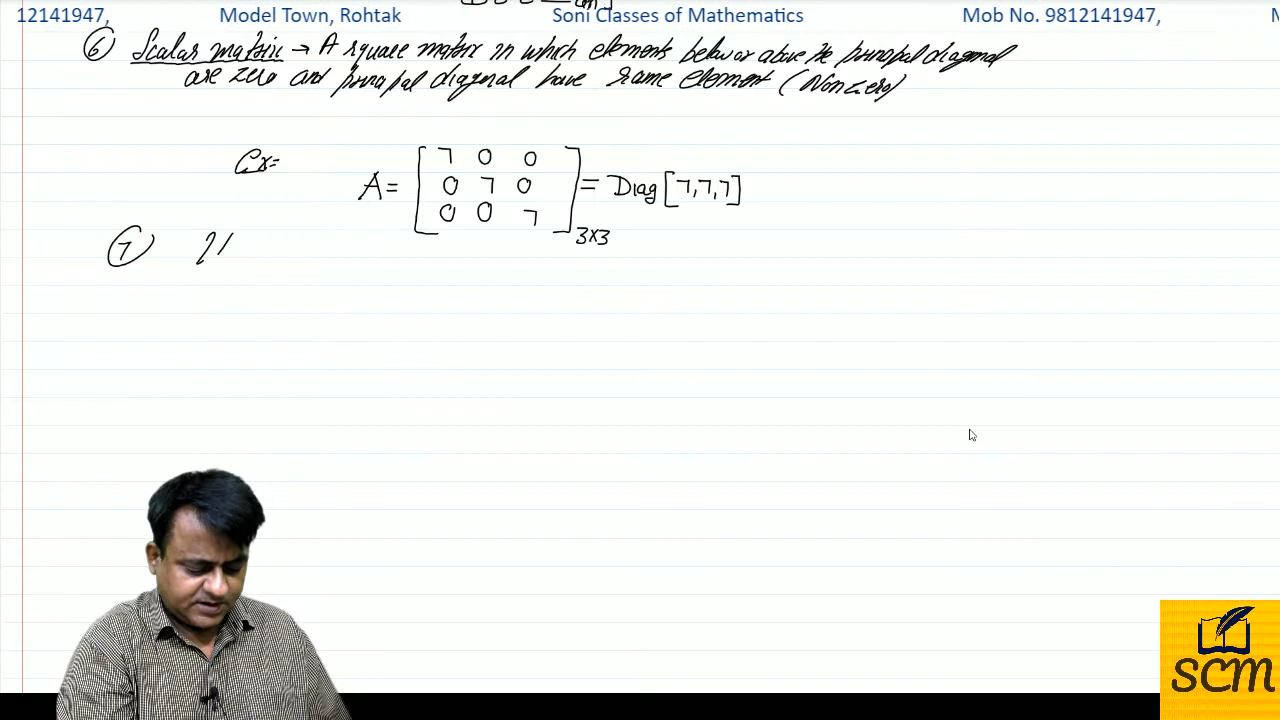 12141947, Model Town, Rohtak Soni Classes of Mathematics Mob No. 9812141947,
⑥ Scalar matrix → A square matrix in which elements below or above the principal diagonal
are zero and principal diagonal have same element (Non zero)
Ex=
A = [ 7 0 0
0 7 0 = Diag [7,7,7]
0 0 7 ] 3×3
⑦
SCM